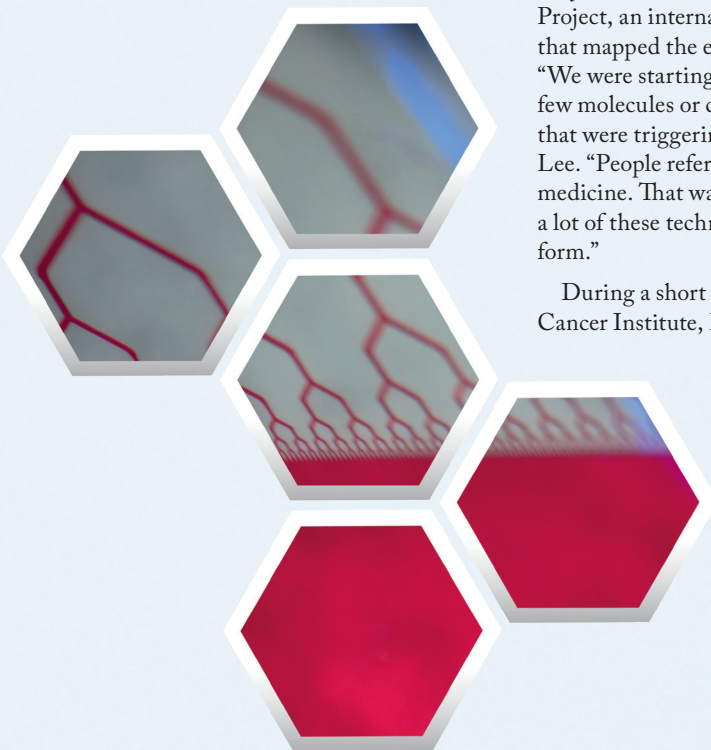 Project, an interna
that mapped the e
“We were starting
few molecules or c
that were triggerin
Lee. “People refer
medicine. That wa
a lot of these techn
form.”
During a short
Cancer Institute,